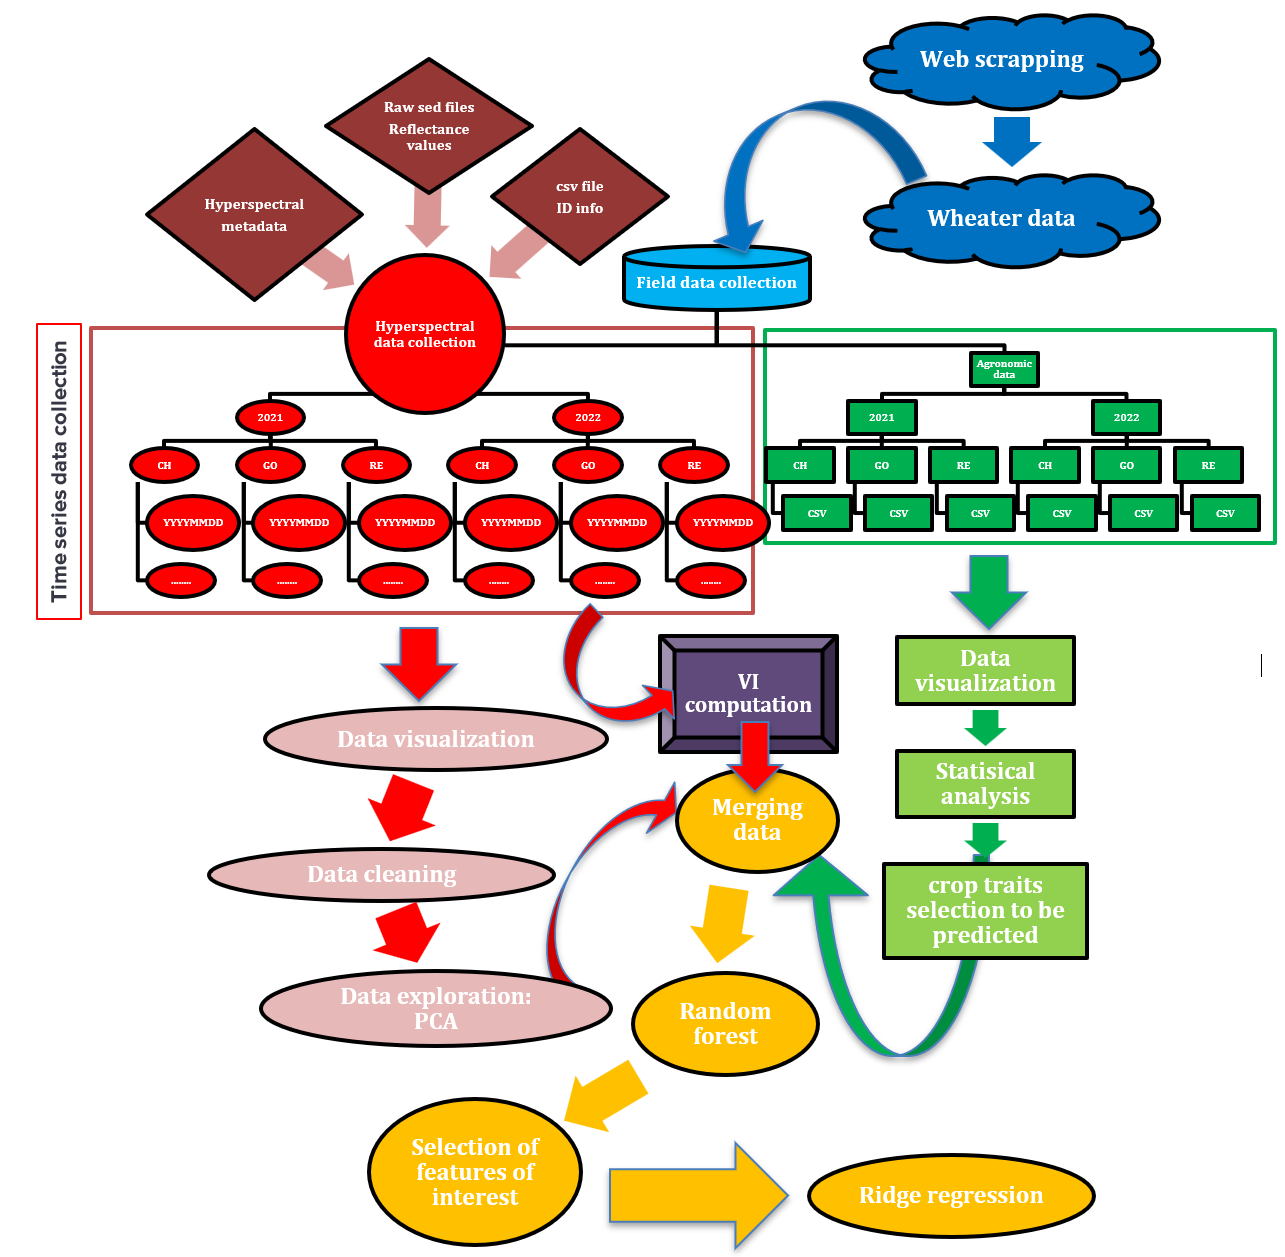 Web scrapping
Wheater data
Raw sed files
Reflectance
values
Hyperspectral
metadata
csv file
ID info
Field data collection
Hyperspectral
data collection
Time series data collection
Agronomic
data
2021
2022
2021
2022
CH
GO
RE
CH
GO
RE
CH
GO
RE
CH
GO
RE
YYYYMMDD
YYYYMMDD
YYYYMMDD
YYYYMMDD
YYYYMMDD
YYYYMMDD
CSV
CSV
CSV
CSV
CSV
CSV
........
........
........
........
........
........
VI
computation
Data
visualization
Data visualization
Statisical
analysis
Merging
data
Data cleaning
crop traits
selection to be
predicted
Data exploration:
PCA
Random
forest
Selection of
features of
interest
Ridge regression